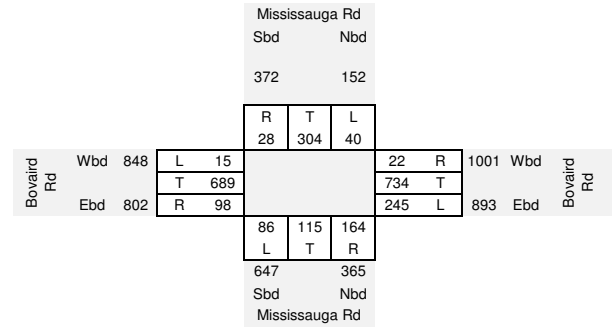 Mississauga Rd
Sbd Nbd
372 152
R T L
28 304 40
Bovaird Rd
Wbd 848 L 15 22 R 1001 Wbd
T 689 734 T
Ebd 802 R 98 245 L 893 Ebd
Bovaird Rd
86 115 164
L T R
647 365
Sbd Nbd
Mississauga Rd